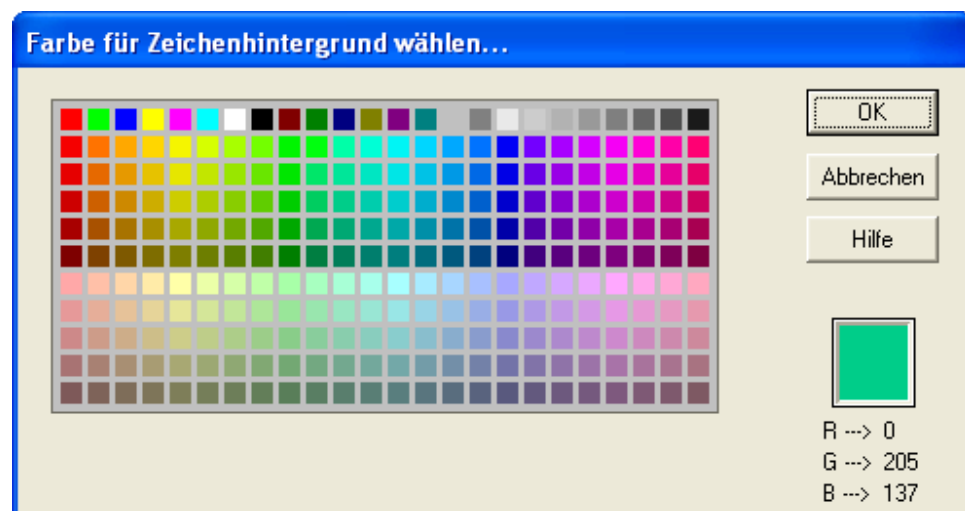 Farbe für Zeichenhintergrund wählen...
OK
Abbrechen
Hilfe
R ---> 0
G ---> 205
B ---> 137